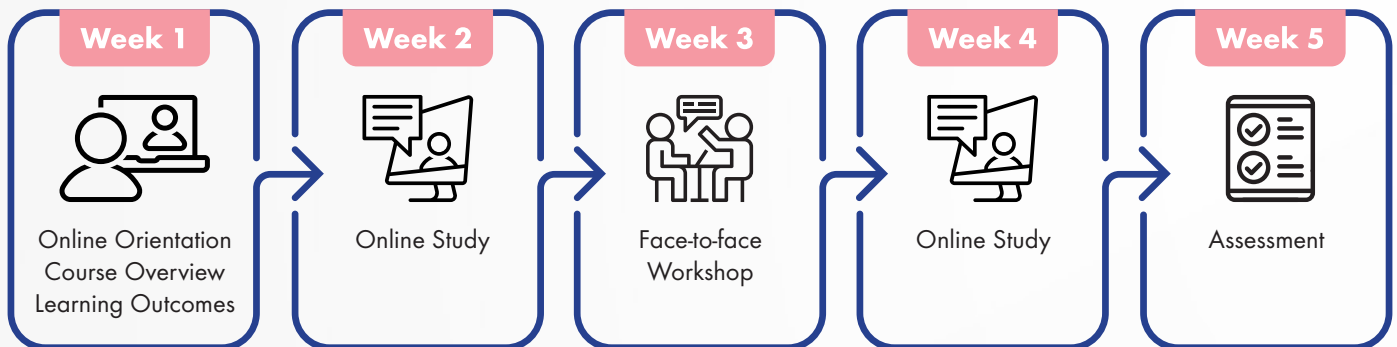 Week 1
Online Orientation
Course Overview
Learning Outcomes
Week 2
Online Study
Week 3
Face-to-face
Workshop
Week 4
Online Study
Week 5
Assessment